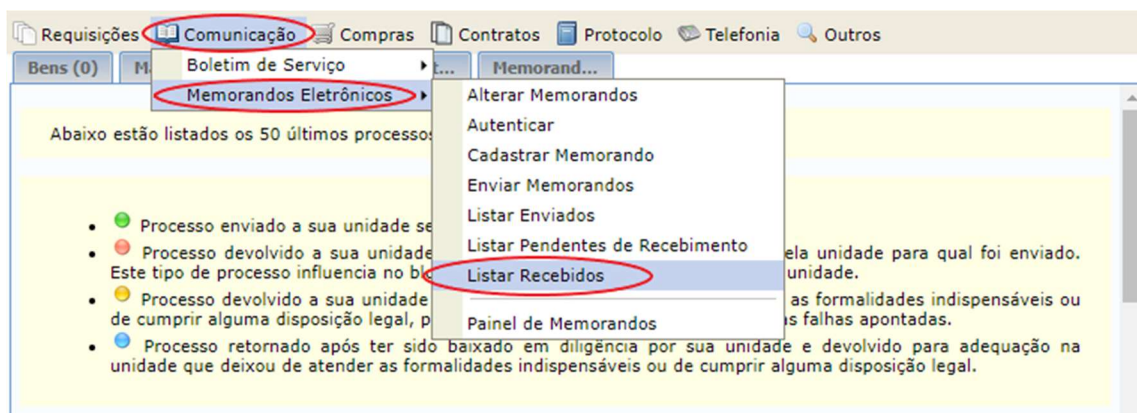 Requisições Comunicação Compras Contratos Protocolo Telefonia Outros
Bens (0) Memorand...
Boletim de Serviço
Memorandos Eletrônicos
Alterar Memorandos
Autenticar
Cadastrar Memorando
Enviar Memorandos
Listar Enviados
Listar Pendentes de Recebimento
Listar Recebidos
Painel de Memorandos
Abaixo estão listados os 50 últimos processos
Processo enviado a sua unidade
Processo devolvido a sua unidade ela unidade para qual foi enviado.
Este tipo de processo influencia no unidade.
Processo devolvido a sua unidade as formalidades indispensáveis ou
de cumprir alguma disposição legal, falhas apontadas.
Processo retornado após ter sido baixado em diligência por sua unidade e devolvido para adequação na
unidade que deixou de atender as formalidades indispensáveis ou de cumprir alguma disposição legal.